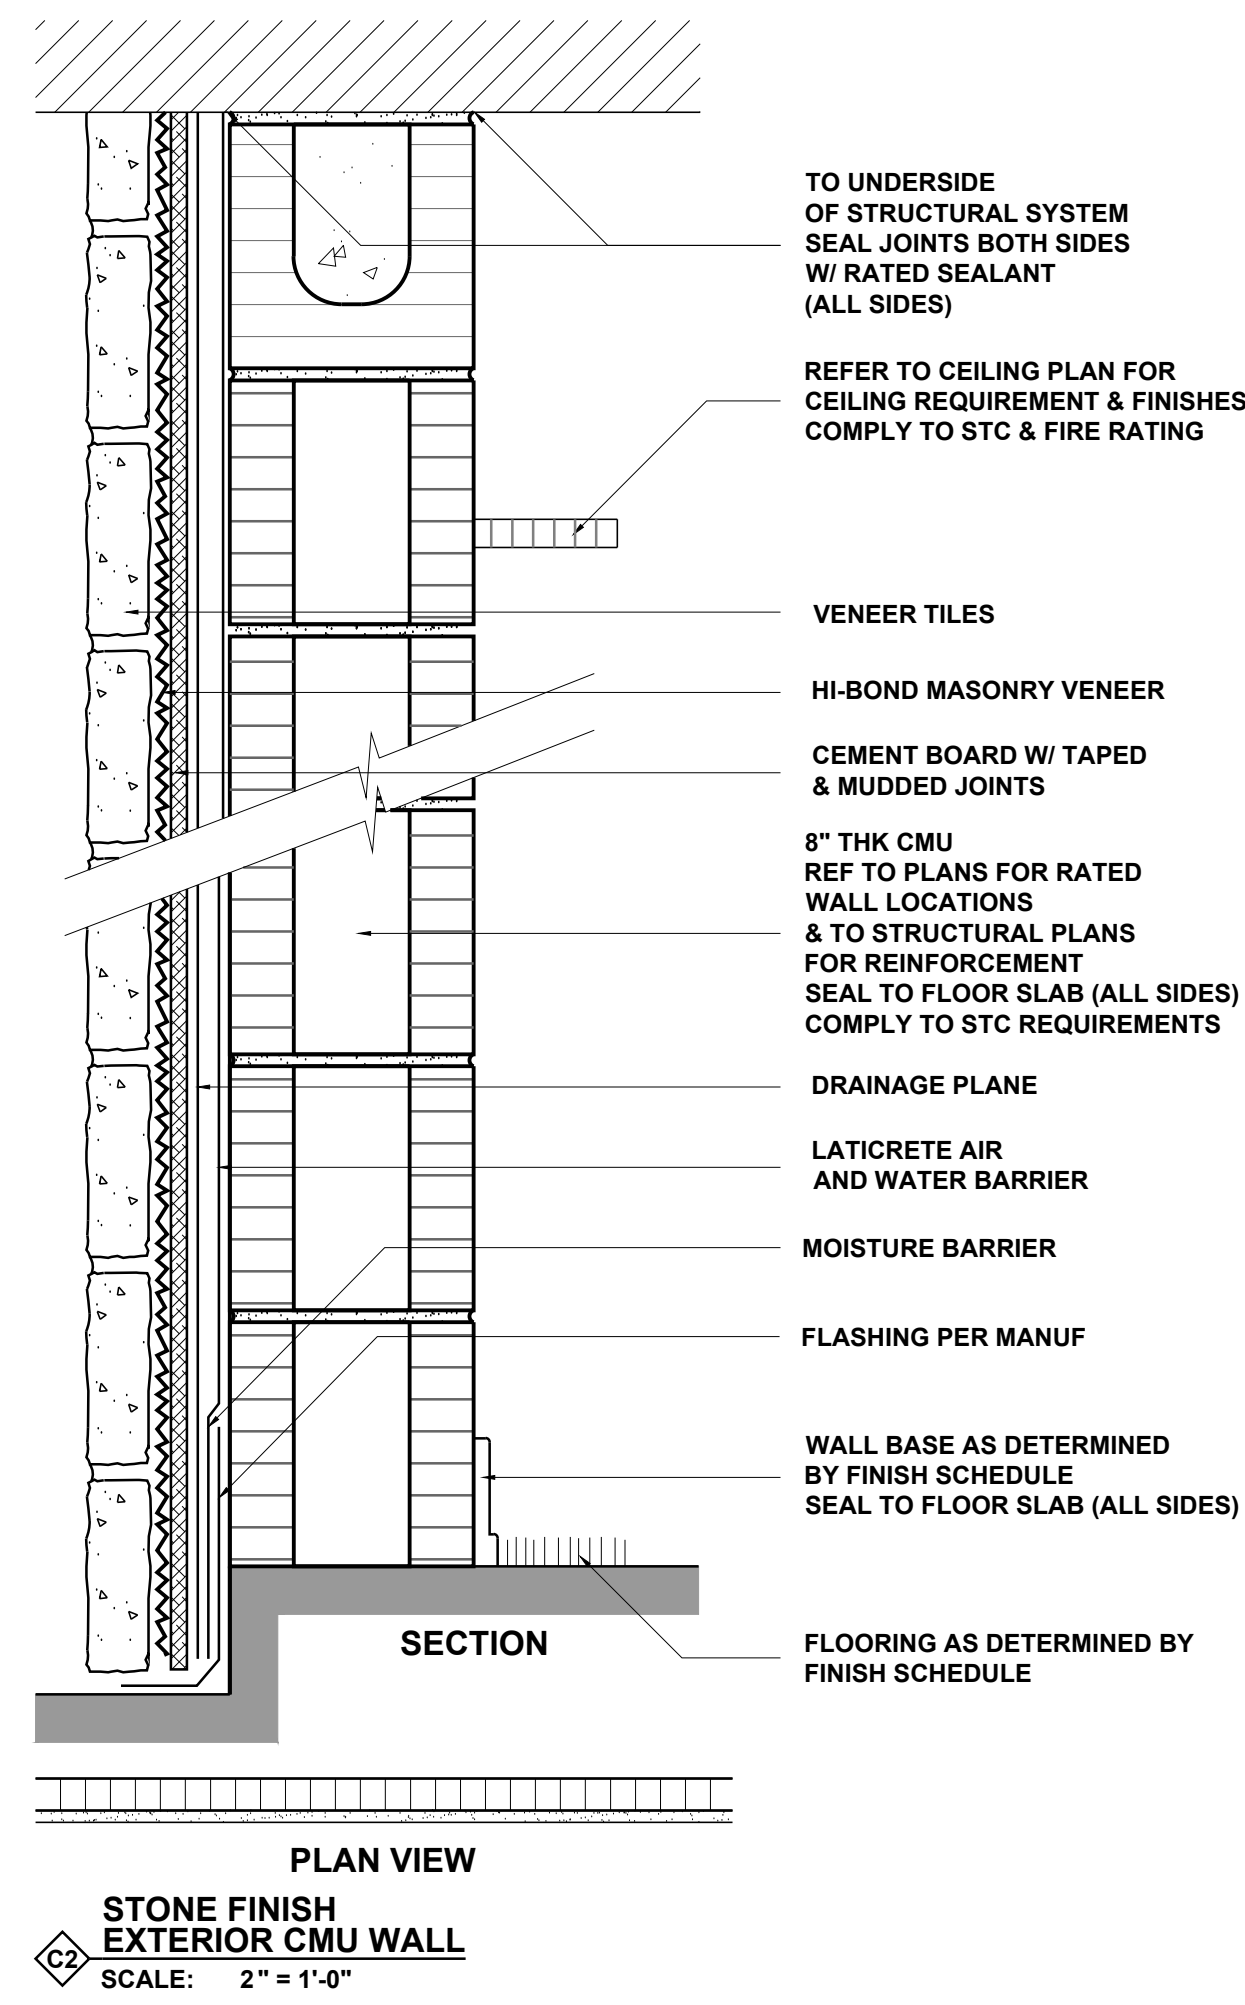 TO UNDERSIDE
OF STRUCTURAL SYSTEM
SEAL JOINTS BOTH SIDES
W/ RATED SEALANT
(ALL SIDES)
REFER TO CEILING PLAN FOR
CEILING REQUIREMENT & FINISHES
COMPLY TO STC & FIRE RATING
VENEER TILES
HI-BOND MASONRY VENEER
CEMENT BOARD W/ TAPED
& MUDDED JOINTS
8" THK CMU
REF TO PLANS FOR RATED
WALL LOCATIONS
& TO STRUCTURAL PLANS
FOR REINFORCEMENT
SEAL TO FLOOR SLAB (ALL SIDES)
COMPLY TO STC REQUIREMENTS
DRAINAGE PLANE
LATICRETE AIR
AND WATER BARRIER
MOISTURE BARRIER
FLASHING PER MANUF
WALL BASE AS DETERMINED
BY FINISH SCHEDULE
SEAL TO FLOOR SLAB (ALL SIDES)
SECTION
FLOORING AS DETERMINED BY
FINISH SCHEDULE
PLAN VIEW
STONE FINISH
EXTERIOR CMU WALL
C2
SCALE: 2" = 1'-0"